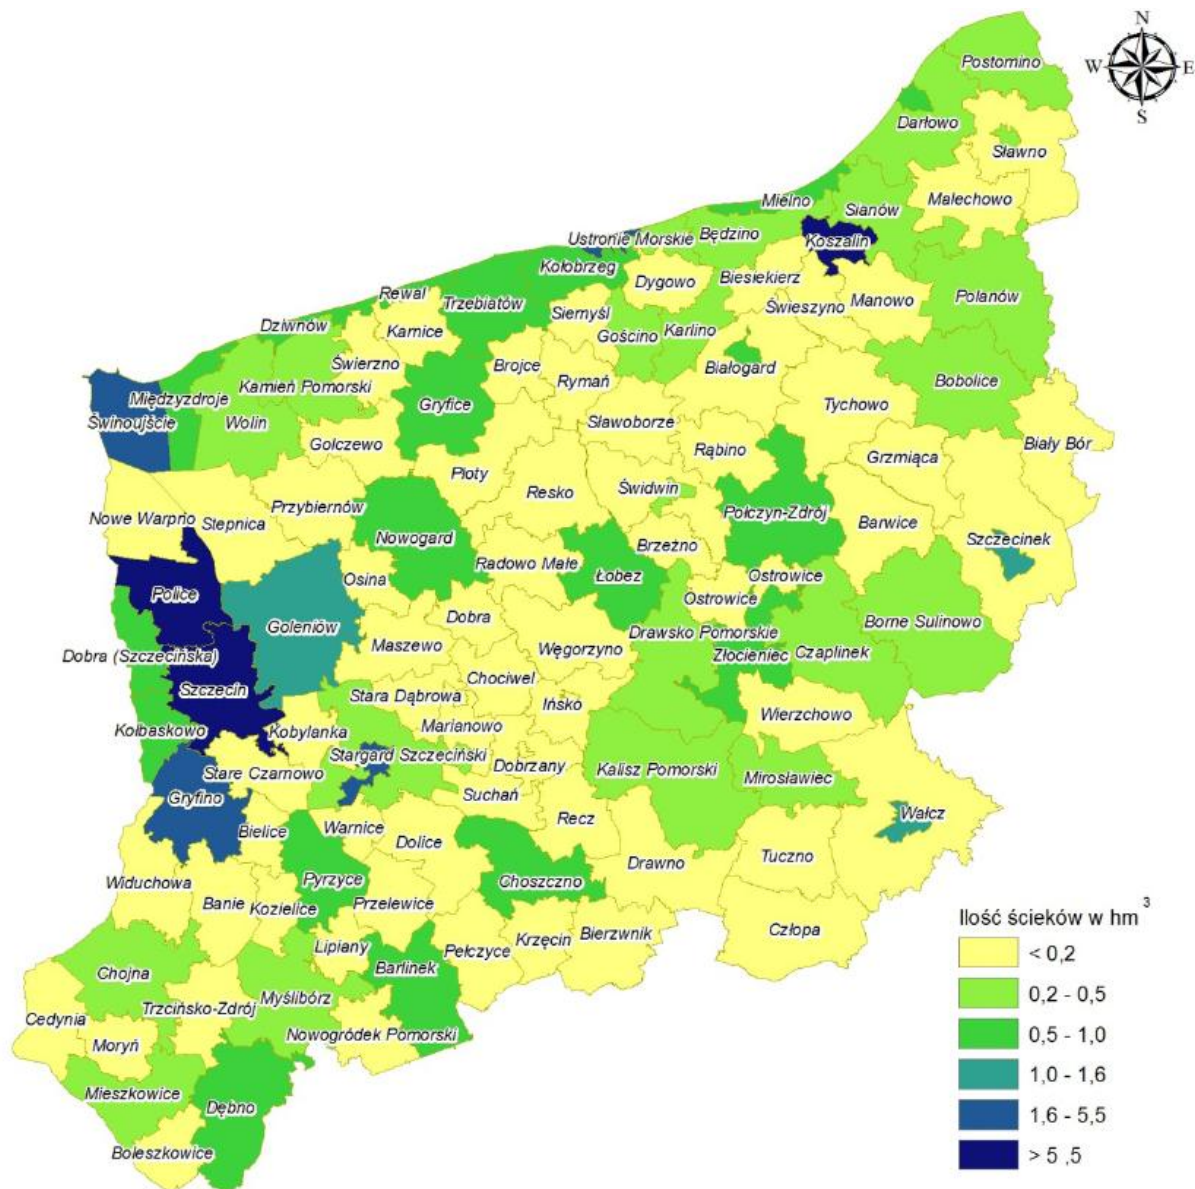 N
W E
S
Postomino
Darłowo
Sławno
Mielno
Sianów
Malechowo
Ustronie Morskie
Będzino
Koszalin
Kołobrzeg
Dygowo
Biesiekierz
Polanów
Rewal
Trzebiatów
Siemyśl
Świeszyno
Manowo
Dziwnów
Karnice
Gościno
Karlino
Świerzno
Brojce
Rymań
Białogard
Bobolice
Międzyzdroje
Kamień Pomorski
Gryfice
Tychowo
Świnoujście
Wolin
Sławoborze
Golczewo
Rąbino
Grzmiąca
Biały Bór
Płoty
Resko
Świdwin
Przybiernów
Nowe Warpno
Stepnica
Połczyn-Zdrój
Barwice
Nowogard
Brzeżno
Szczecinek
Radowo Małe
Łobez
Ostrowice
Osina
Police
Ostrowice
Goleniów
Dobra
Borne Sulinowo
Drawsko Pomorskie
Maszewo
Węgorzyno
Złocieniec
Czaplinek
Dobra (Szczecińska)
Chociwel
Szczecin
Stara Dąbrowa
Ińsko
Wierzchowo
Kołbaskowo
Kobylanka
Marianowo
Stargard Szczeciński
Dobrzany
Kalisz Pomorski
Mirosławiec
Stare Czarnowo
Gryfino
Suchań
Wałcz
Bielice
Warnice
Recz
Dolice
Tuczno
Drawno
Widuchowa
Pyrzyce
Choszczno
Banie
Kozielice
Przelewice
Człopa
Lipiany
Pełczyce
Krzęcin
Bierzwnik
Chojna
Barlinek
Trzcińsko-Zdrój
Myślibórz
Cedynia
Moryń
Nowogródek Pomorski
Mieszkowice
Dębno
Boleszkowice
Ilość ścieków w hm³
< 0,2
0,2 - 0,5
0,5 - 1,0
1,0 - 1,6
1,6 - 5,5
> 5 ,5